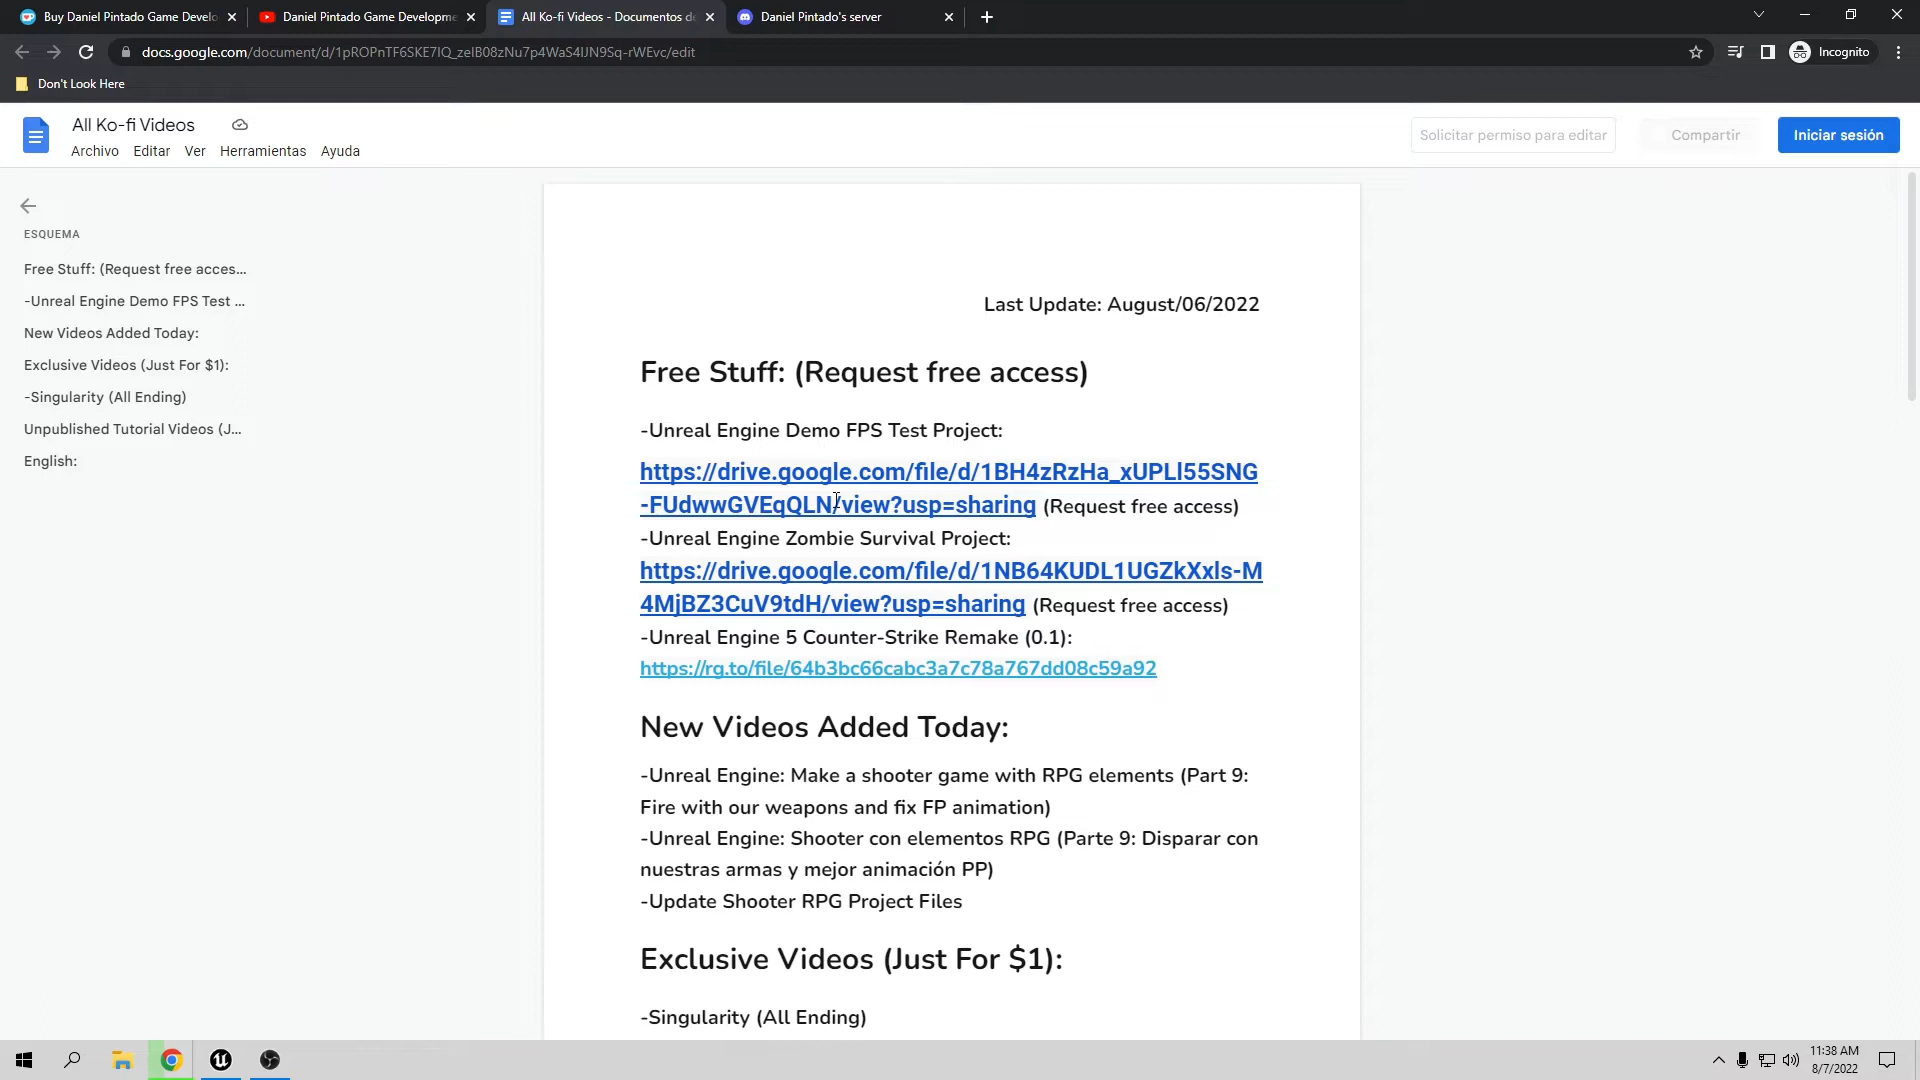 Buy Daniel Pintado Game Develo
Daniel Pintado Game Developme
All Ko-fi Videos - Documentos de
Daniel Pintado's server
docs.google.com/document/d/1pROPnTF6SKE7IQ_zelB08zNu7p4WaS4IJN9Sq-rWEvc/edit
Incognito
Don't Look Here
All Ko-fi Videos
Solicitar permiso para editar
Compartir
Iniciar sesión
Archivo Editar Ver Herramientas Ayuda
ESQUEMA
Free Stuff: (Request free acces...
-Unreal Engine Demo FPS Test ...
New Videos Added Today:
Exclusive Videos (Just For $1):
-Singularity (All Ending)
Unpublished Tutorial Videos (J...
English:
Last Update: August/06/2022
Free Stuff: (Request free access)
-Unreal Engine Demo FPS Test Project:
https://drive.google.com/file/d/1BH4zRzHa_xUPLl55SNG
-FUdwwGVEqQLN/view?usp=sharing (Request free access)
-Unreal Engine Zombie Survival Project:
https://drive.google.com/file/d/1NB64KUDL1UGZkXxls-M
4MjBZ3CuV9tdH/view?usp=sharing (Request free access)
-Unreal Engine 5 Counter-Strike Remake (0.1):
https://rg.to/file/64b3bc66cabc3a7c78a767dd08c59a92
New Videos Added Today:
-Unreal Engine: Make a shooter game with RPG elements (Part 9:
Fire with our weapons and fix FP animation)
-Unreal Engine: Shooter con elementos RPG (Parte 9: Disparar con
nuestras armas y mejor animación PP)
-Update Shooter RPG Project Files
Exclusive Videos (Just For $1):
-Singularity (All Ending)
11:38 AM
8/7/2022